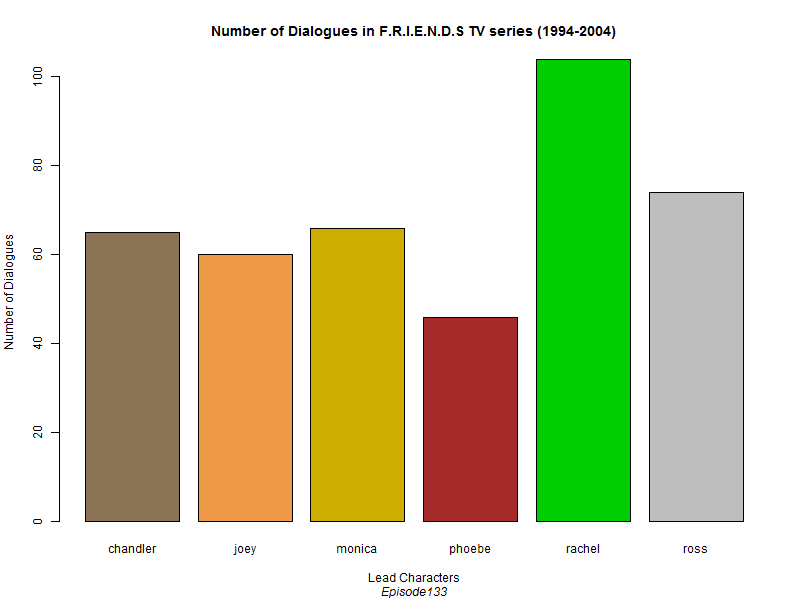 Number of Dialogues in F.R.I.E.N.D.S TV series (1994-2004)
Number of Dialogues
100
80
60
40
20
0
chandler joey monica phoebe rachel ross
Lead Characters
Episode133